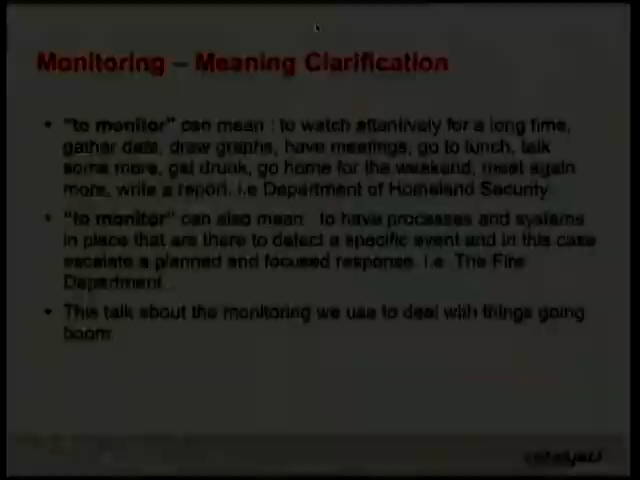 Monitoring – Meaning Clarification
• "to monitor" can mean : to watch attentively for a long time,
gather data, draw graphs, have meetings, go to lunch, talk
some more, get drunk, go home for the weekend, meet again
more, write a report. i.e Department of Homeland Security
• "to monitor" can also mean : to have processes and systems
in place that are there to detect a specific event and in this case
escalate a planned and focused response. i.e. The Fire
Department.
• This talk about the monitoring we use to deal with things going
boom